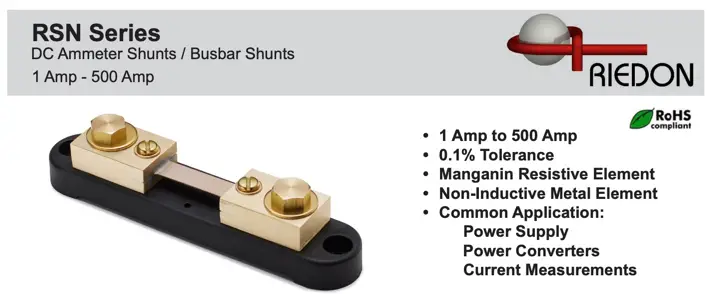 RSN Series
DC Ammeter Shunts / Busbar Shunts
1 Amp - 500 Amp
RIEDON
RoHS
compliant
• 1 Amp to 500 Amp
• 0.1% Tolerance
• Manganin Resistive Element
• Non-Inductive Metal Element
• Common Application:
Power Supply
Power Converters
Current Measurements